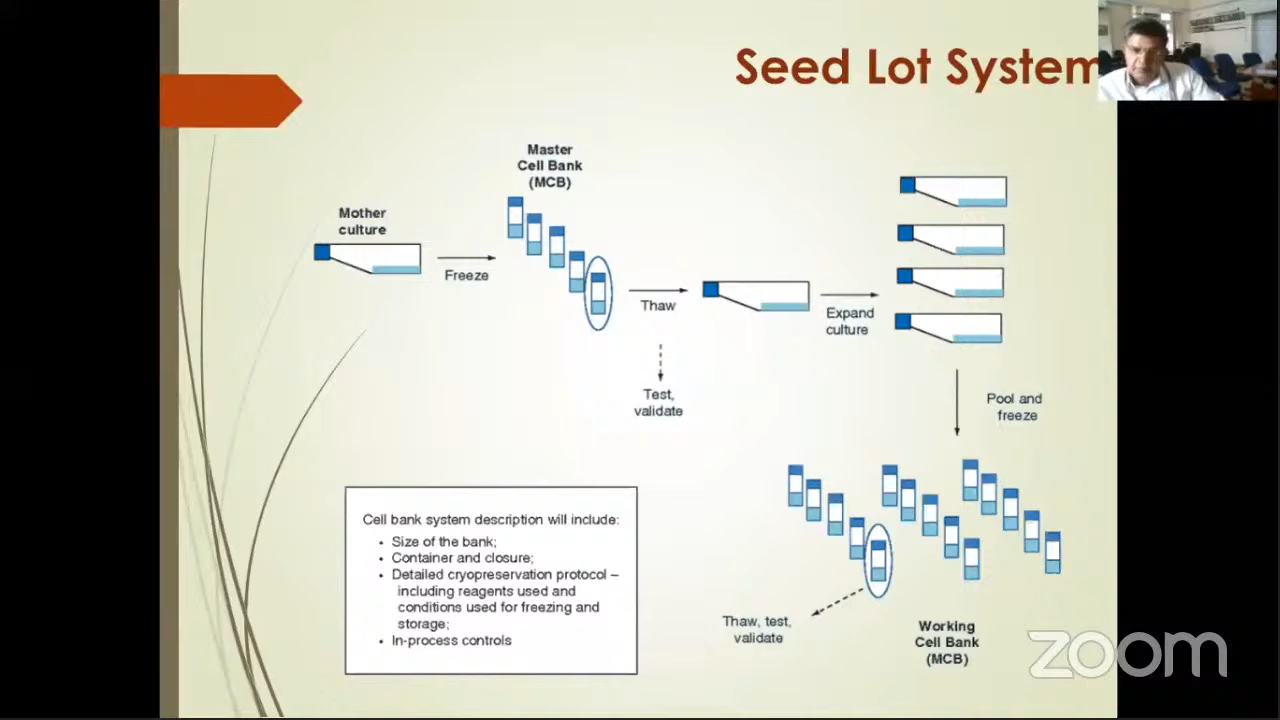 Seed Lot System
Master
Cell Bank
(MCB)
Mother
culture
Freeze
Thaw
Expand
culture
Test,
validate
Pool and
freeze
Cell bank system description will include:
• Size of the bank;
• Container and closure;
• Detailed cryopreservation protocol –
including reagents used and
conditions used for freezing and
storage;
• In-process controls
Thaw, test,
validate
Working
Cell Bank
(MCB)
zoom